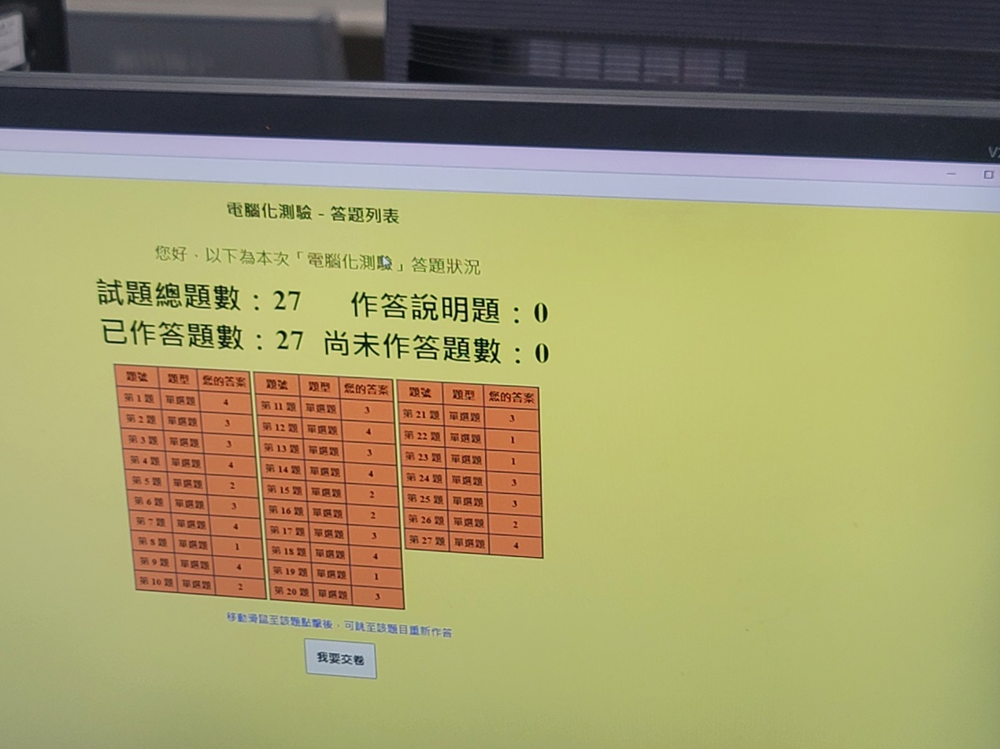 電腦化測驗 - 答題列表
您好，以下為本次「電腦化測驗」答題狀況
試題總題數：27 作答說明題：0
已作答題數：27 尚未作答題數：0
題號 題型 您的答案
第 1 題 單選題 4
第 2 題 單選題 3
第 3 題 單選題 3
第 4 題 單選題 4
第 5 題 單選題 2
第 6 題 單選題 3
第 7 題 單選題 4
第 8 題 單選題 1
第 9 題 單選題 4
第 10 題 單選題 2
題號 題型 您的答案
第 11 題 單選題 3
第 12 題 單選題 4
第 13 題 單選題 3
第 14 題 單選題 4
第 15 題 單選題 2
第 16 題 單選題 2
第 17 題 單選題 3
第 18 題 單選題 4
第 19 題 單選題 1
第 20 題 單選題 3
題號 題型 您的答案
第 21 題 單選題 3
第 22 題 單選題 1
第 23 題 單選題 1
第 24 題 單選題 3
第 25 題 單選題 3
第 26 題 單選題 2
第 27 題 單選題 4
移動滑鼠至該題點擊後，可跳至該題目重新作答
我要交卷